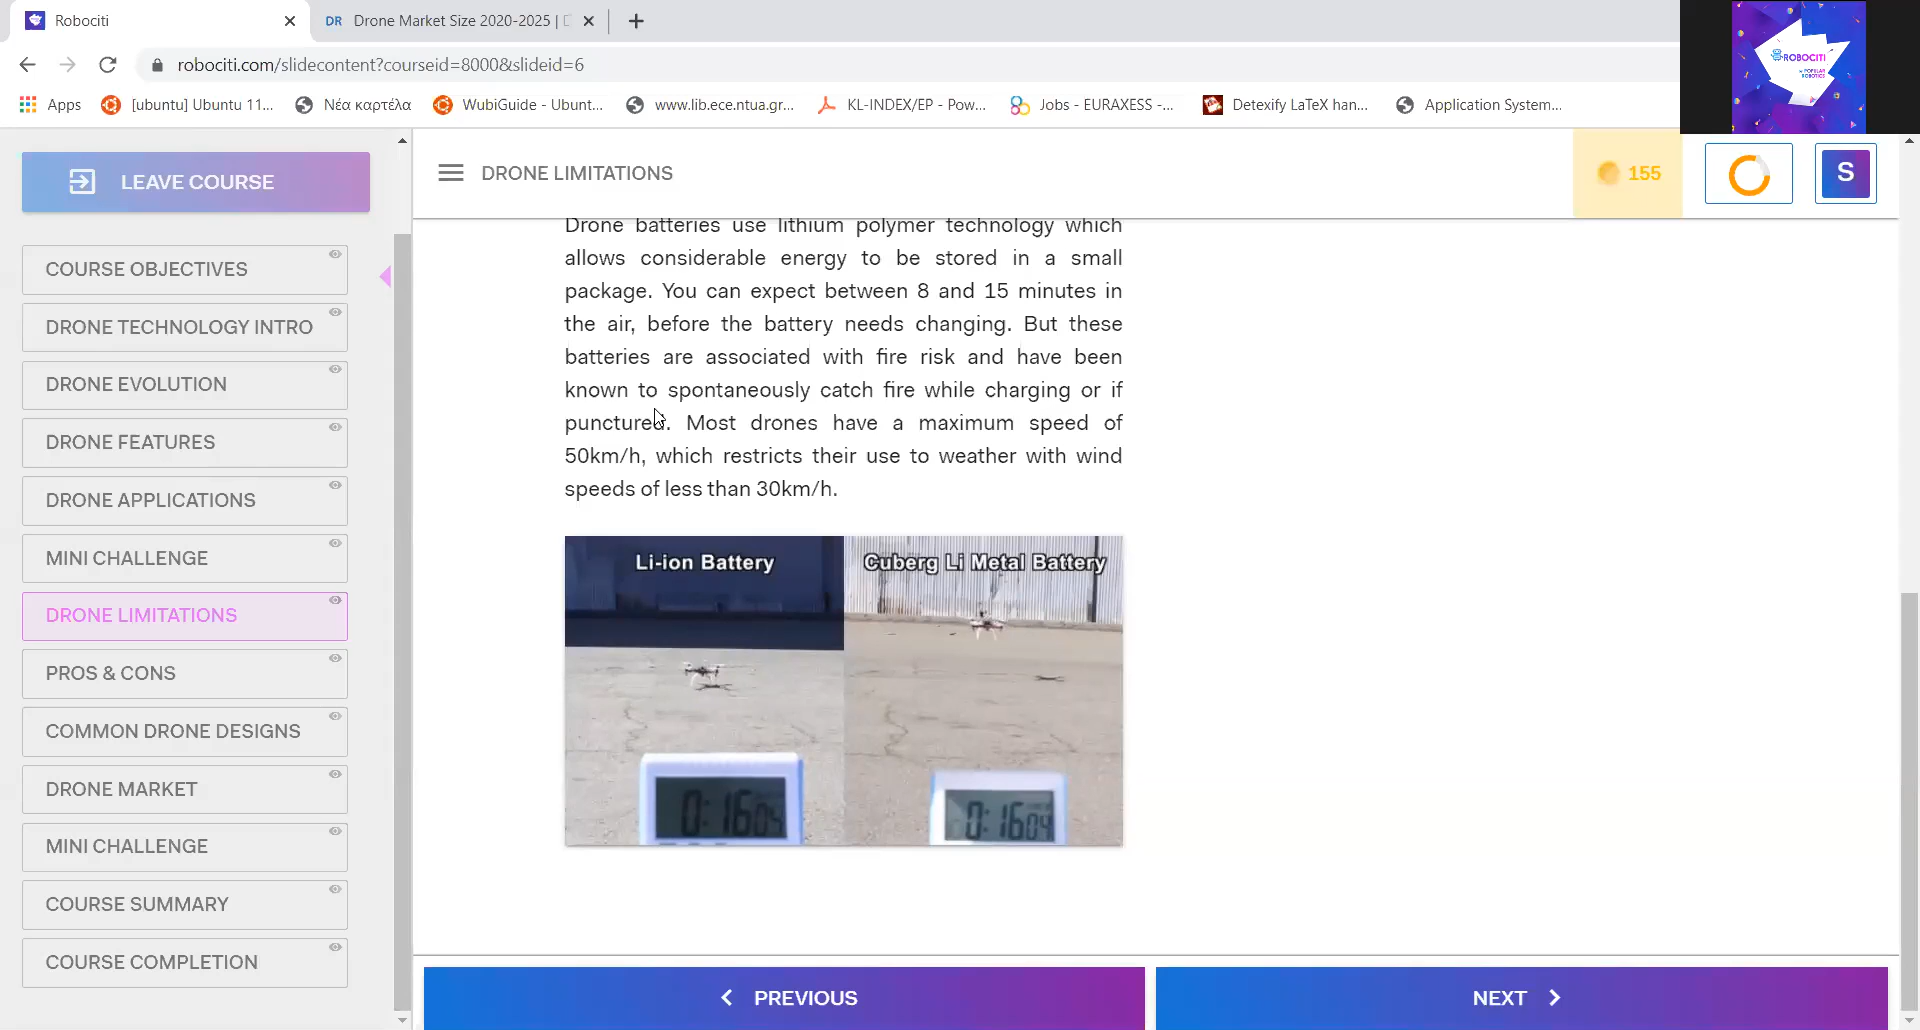 Robociti
DR Drone Market Size 2020-2025 |
robociti.com/slidecontent?courseid=8000&slideid=6
Apps
[ubuntu] Ubuntu 11...
Νέα καρτέλα
WubiGuide - Ubunt...
www.lib.ece.ntua.gr...
KL-INDEX/EP - Pow...
Jobs - EURAXESS -...
Detexify LaTeX han...
Application System...
ROBOCITI
POPULAR
ROBOTICS
LEAVE COURSE
COURSE OBJECTIVES
DRONE TECHNOLOGY INTRO
DRONE EVOLUTION
DRONE FEATURES
DRONE APPLICATIONS
MINI CHALLENGE
DRONE LIMITATIONS
PROS & CONS
COMMON DRONE DESIGNS
DRONE MARKET
MINI CHALLENGE
COURSE SUMMARY
COURSE COMPLETION
DRONE LIMITATIONS
155
S
Drone batteries use lithium polymer technology which
allows considerable energy to be stored in a small
package. You can expect between 8 and 15 minutes in
the air, before the battery needs changing. But these
batteries are associated with fire risk and have been
known to spontaneously catch fire while charging or if
punctured. Most drones have a maximum speed of
50km/h, which restricts their use to weather with wind
speeds of less than 30km/h.
Li-ion Battery
Cuberg Li Metal Battery
0:16 04
0:16 04
PREVIOUS
NEXT